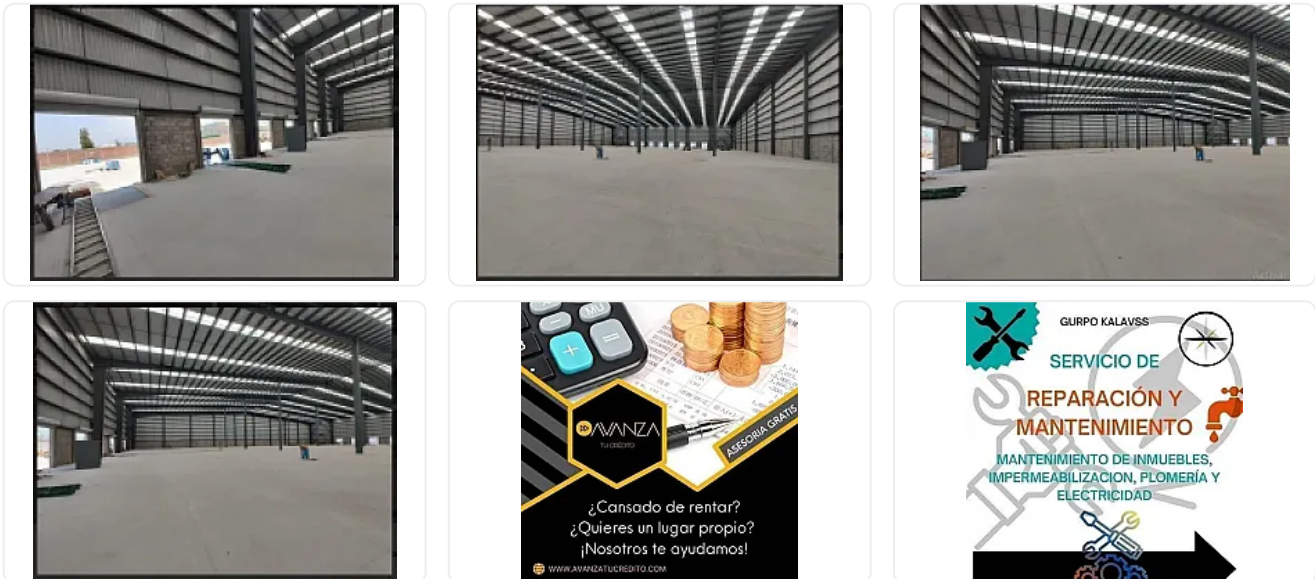 MU
AVANZA
TU CRÉDITO
ASESORIA GRATIS
¿Cansado de rentar?
¿Quieres un lugar propio?
¡Nosotros te ayudamos!
WWW.AVANZATUCREDITO.COM
GURPO KALAVSS
SERVICIO DE
REPARACIÓN Y
MANTENIMIENTO
MANTENIMIENTO DE INMUEBLES,
IMPERMEABILIZACION, PLOMERÍA Y
ELECTRICIDAD